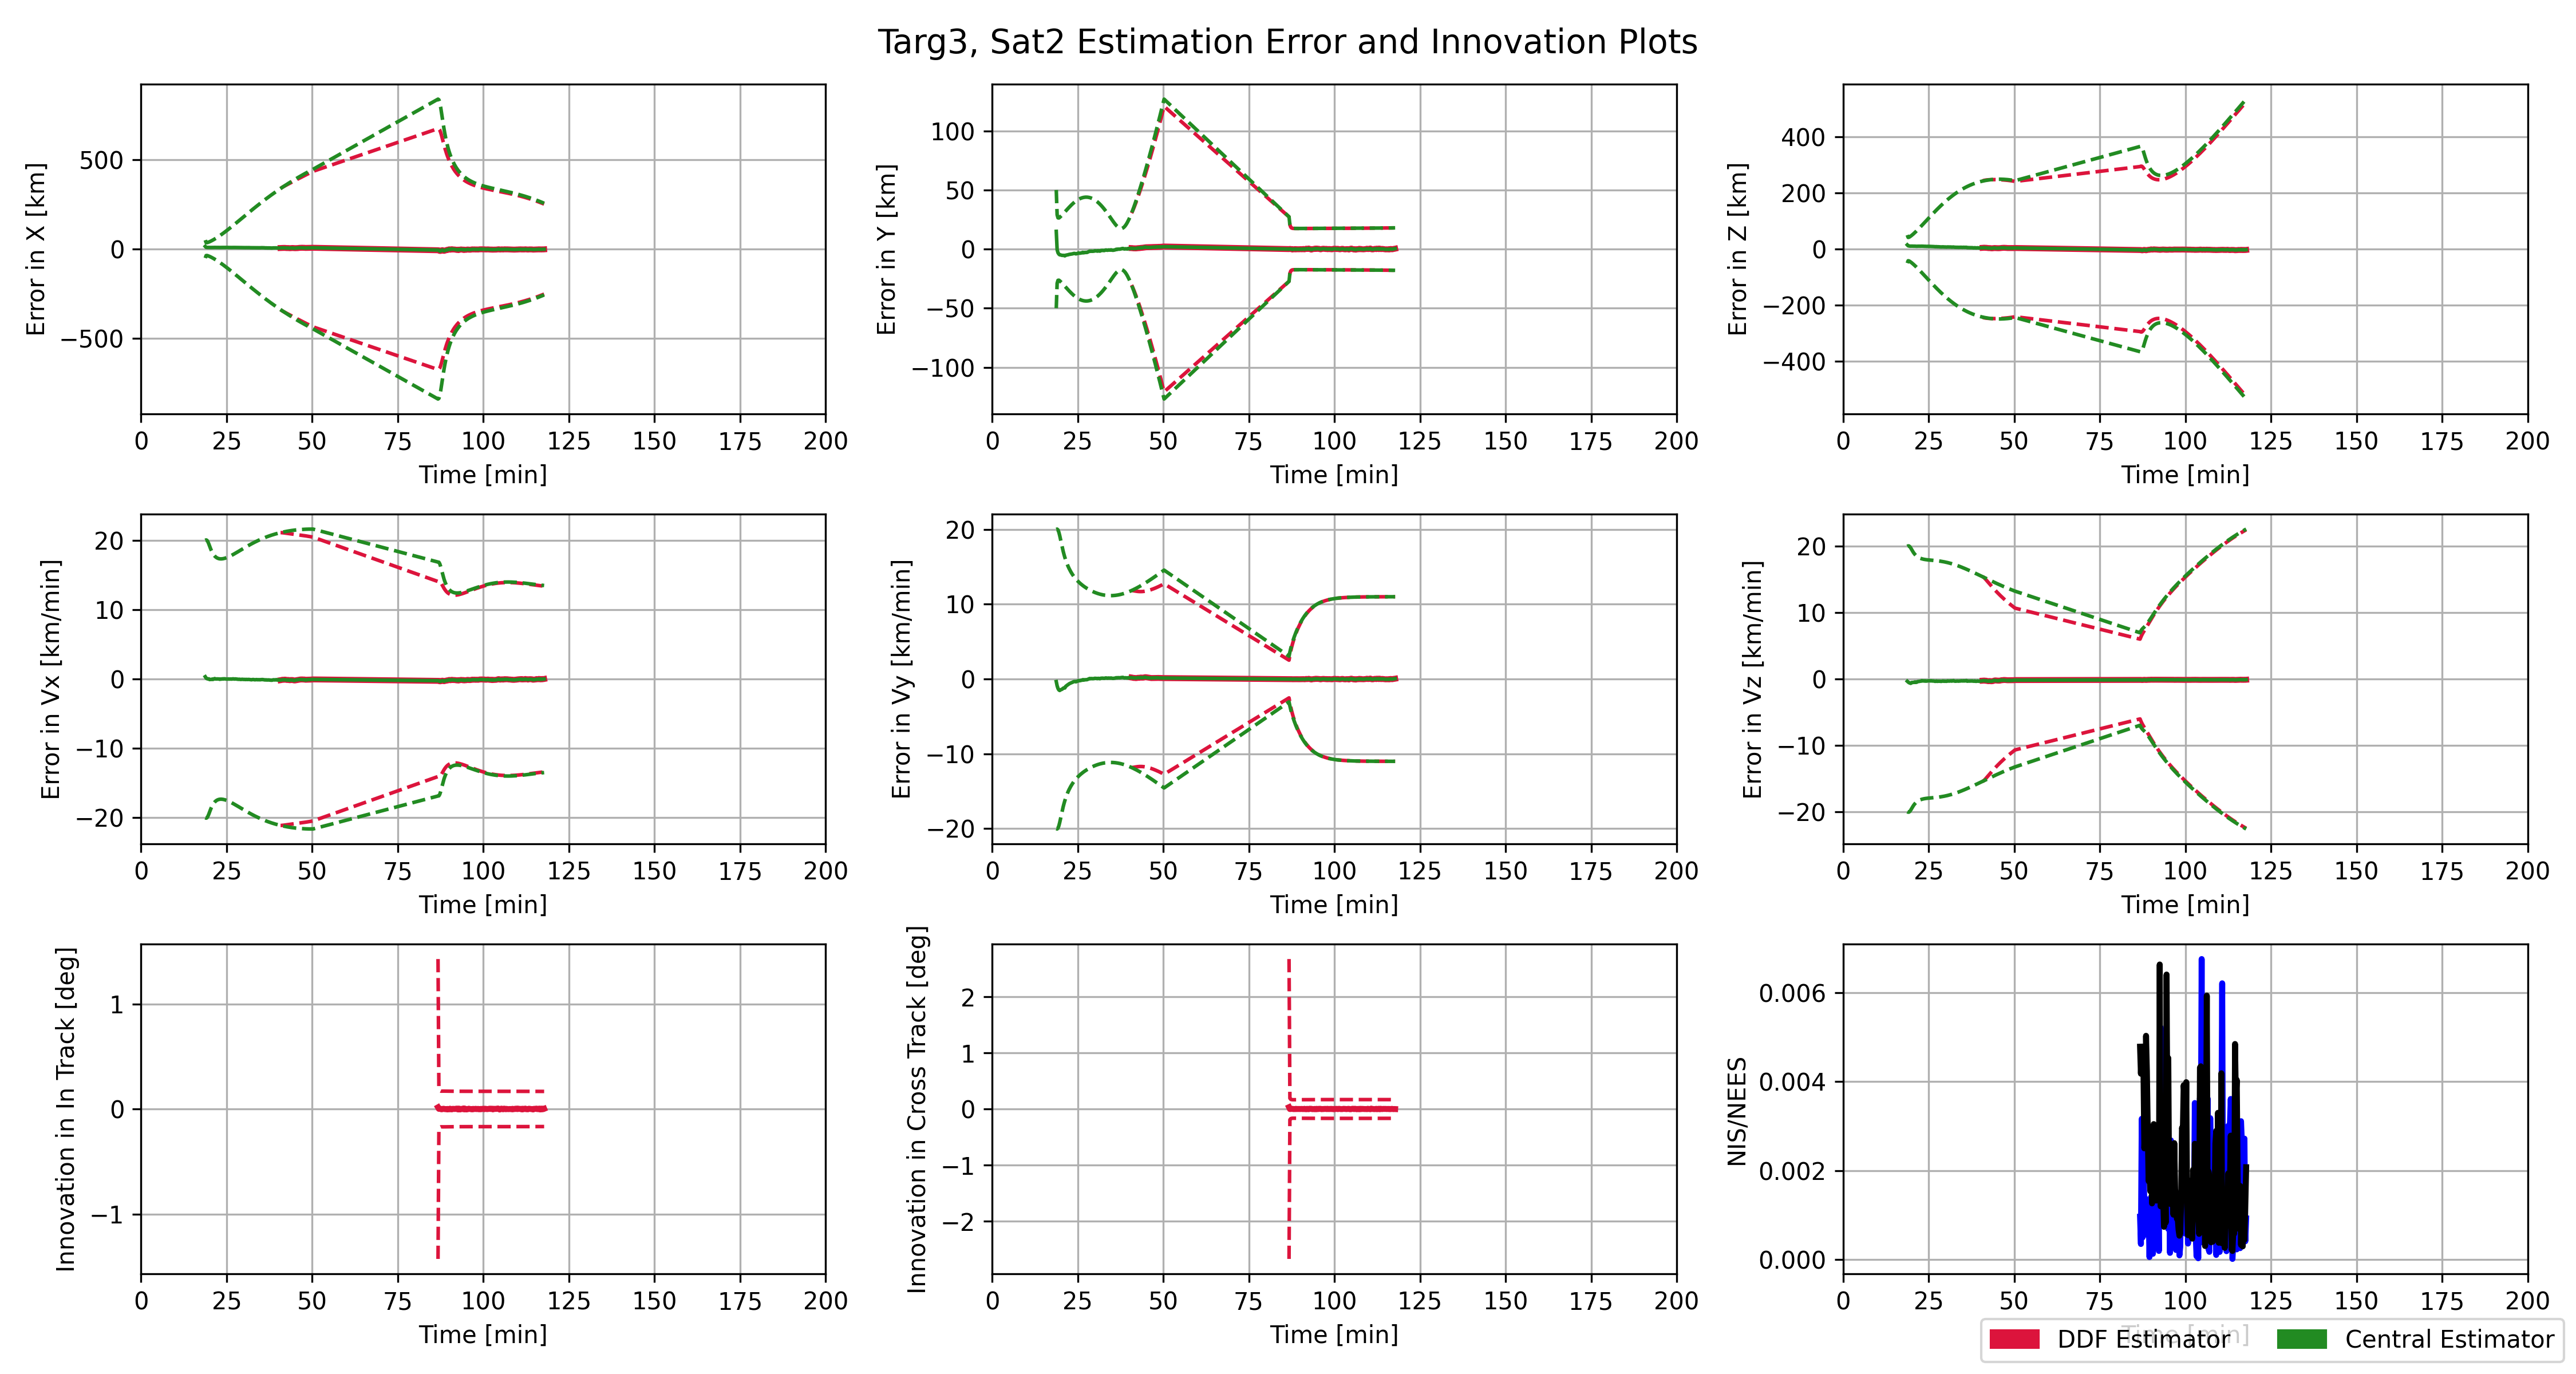 Targ3, Sat2 Estimation Error and Innovation Plots
Error in X [km]
500
0
−500
0 25 50 75 100 125 150 175 200
Time [min]
Error in Y [km]
100
50
0
−50
−100
0 25 50 75 100 125 150 175 200
Time [min]
Error in Z [km]
400
200
0
−200
−400
0 25 50 75 100 125 150 175 200
Time [min]
Error in Vx [km/min]
20
10
0
−10
−20
0 25 50 75 100 125 150 175 200
Time [min]
Error in Vy [km/min]
20
10
0
−10
−20
0 25 50 75 100 125 150 175 200
Time [min]
Error in Vz [km/min]
20
10
0
−10
−20
0 25 50 75 100 125 150 175 200
Time [min]
Innovation in In Track [deg]
1
0
−1
0 25 50 75 100 125 150 175 200
Time [min]
Innovation in Cross Track [deg]
2
1
0
−1
−2
0 25 50 75 100 125 150 175 200
Time [min]
NIS/NEES
0.006
0.004
0.002
0.000
0 25 50 75 100 125 150 175 200
Time [min]
DDF Estimator
Central Estimator